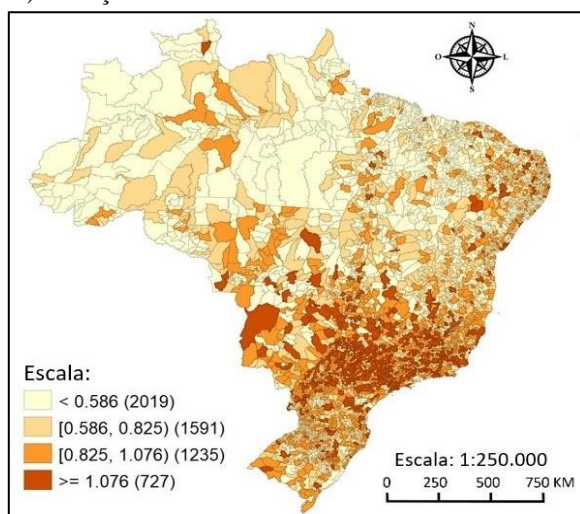 N
O
L
S
Escala:
< 0.586 (2019)
[0.586, 0.825) (1591)
[0.825, 1.076) (1235)
>= 1.076 (727)
Escala: 1:250.000
0 250 500 750 KM